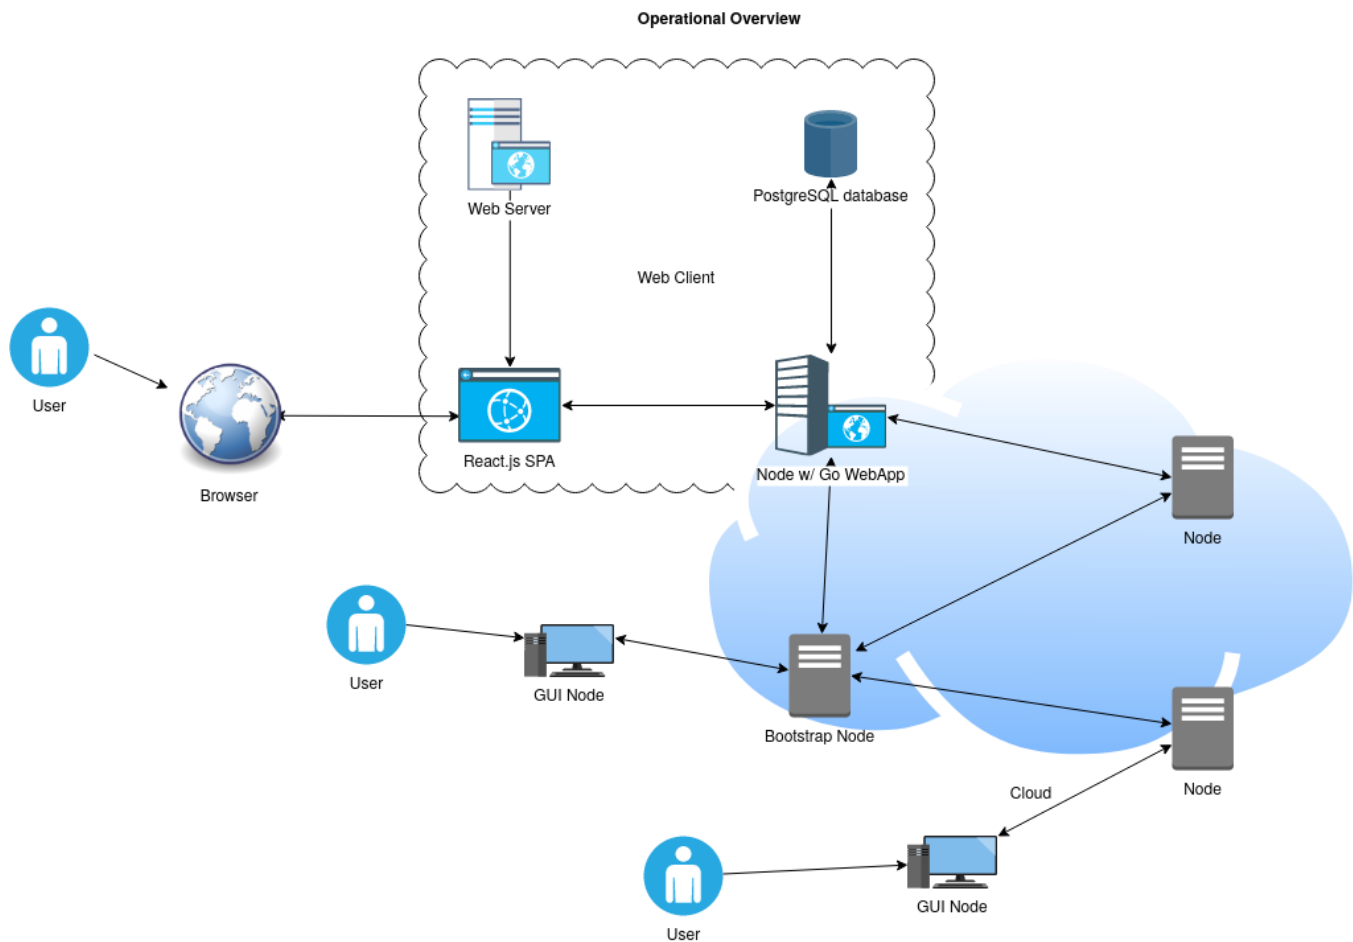 Operational Overview
Web Server
PostgreSQL database
Web Client
User
React.js SPA
Node w/ Go WebApp
Browser
Node
User
GUI Node
Bootstrap Node
Node
Cloud
GUI Node
User